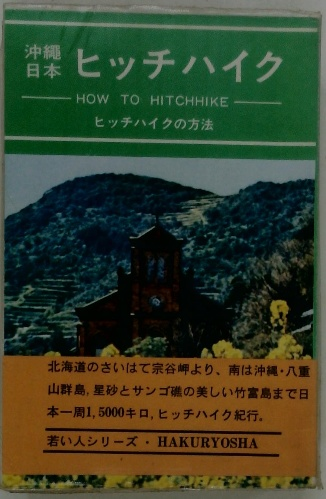 沖縄
日本
ヒッチハイク
HOW TO HITCHHIKE
ヒッチハイクの方法
北海道のさいはて宗谷岬より、南は沖縄・八重
山群島,星砂とサンゴ礁の美しい竹富島まで日
本一周1,5000キロ,ヒッチハイク紀行。
若い人シリーズ・HAKURYOSHA